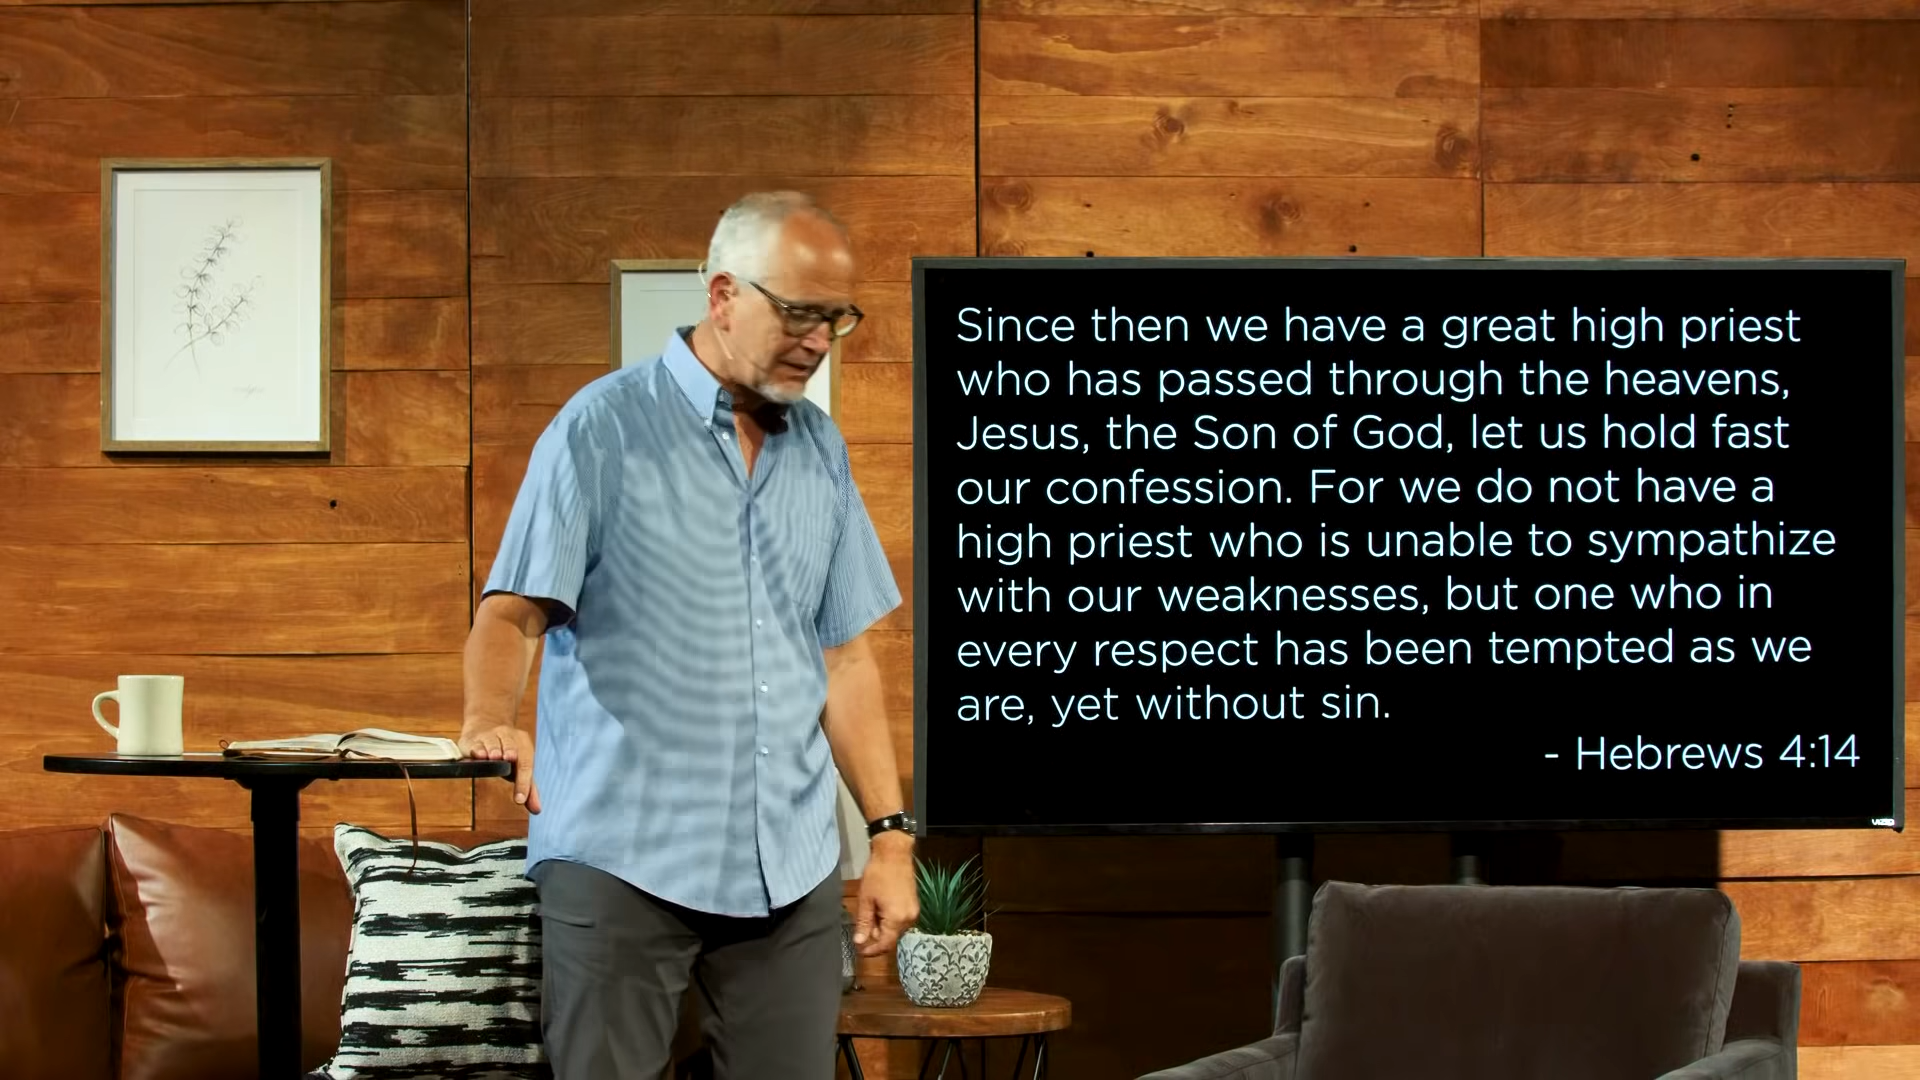 Since then we have a great high priest
who has passed through the heavens,
Jesus, the Son of God, let us hold fast
our confession. For we do not have a
high priest who is unable to sympathize
with our weaknesses, but one who in
every respect has been tempted as we
are, yet without sin.
- Hebrews 4:14
VIZIO